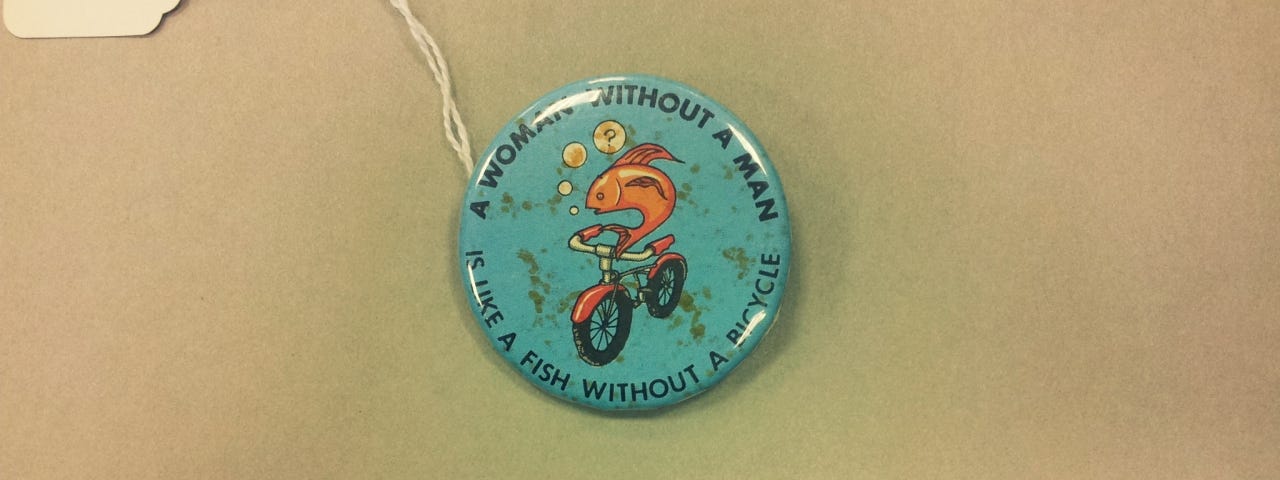 A WOMAN WITHOUT A MAN
?
IS LIKE A FISH WITHOUT A BICYCLE